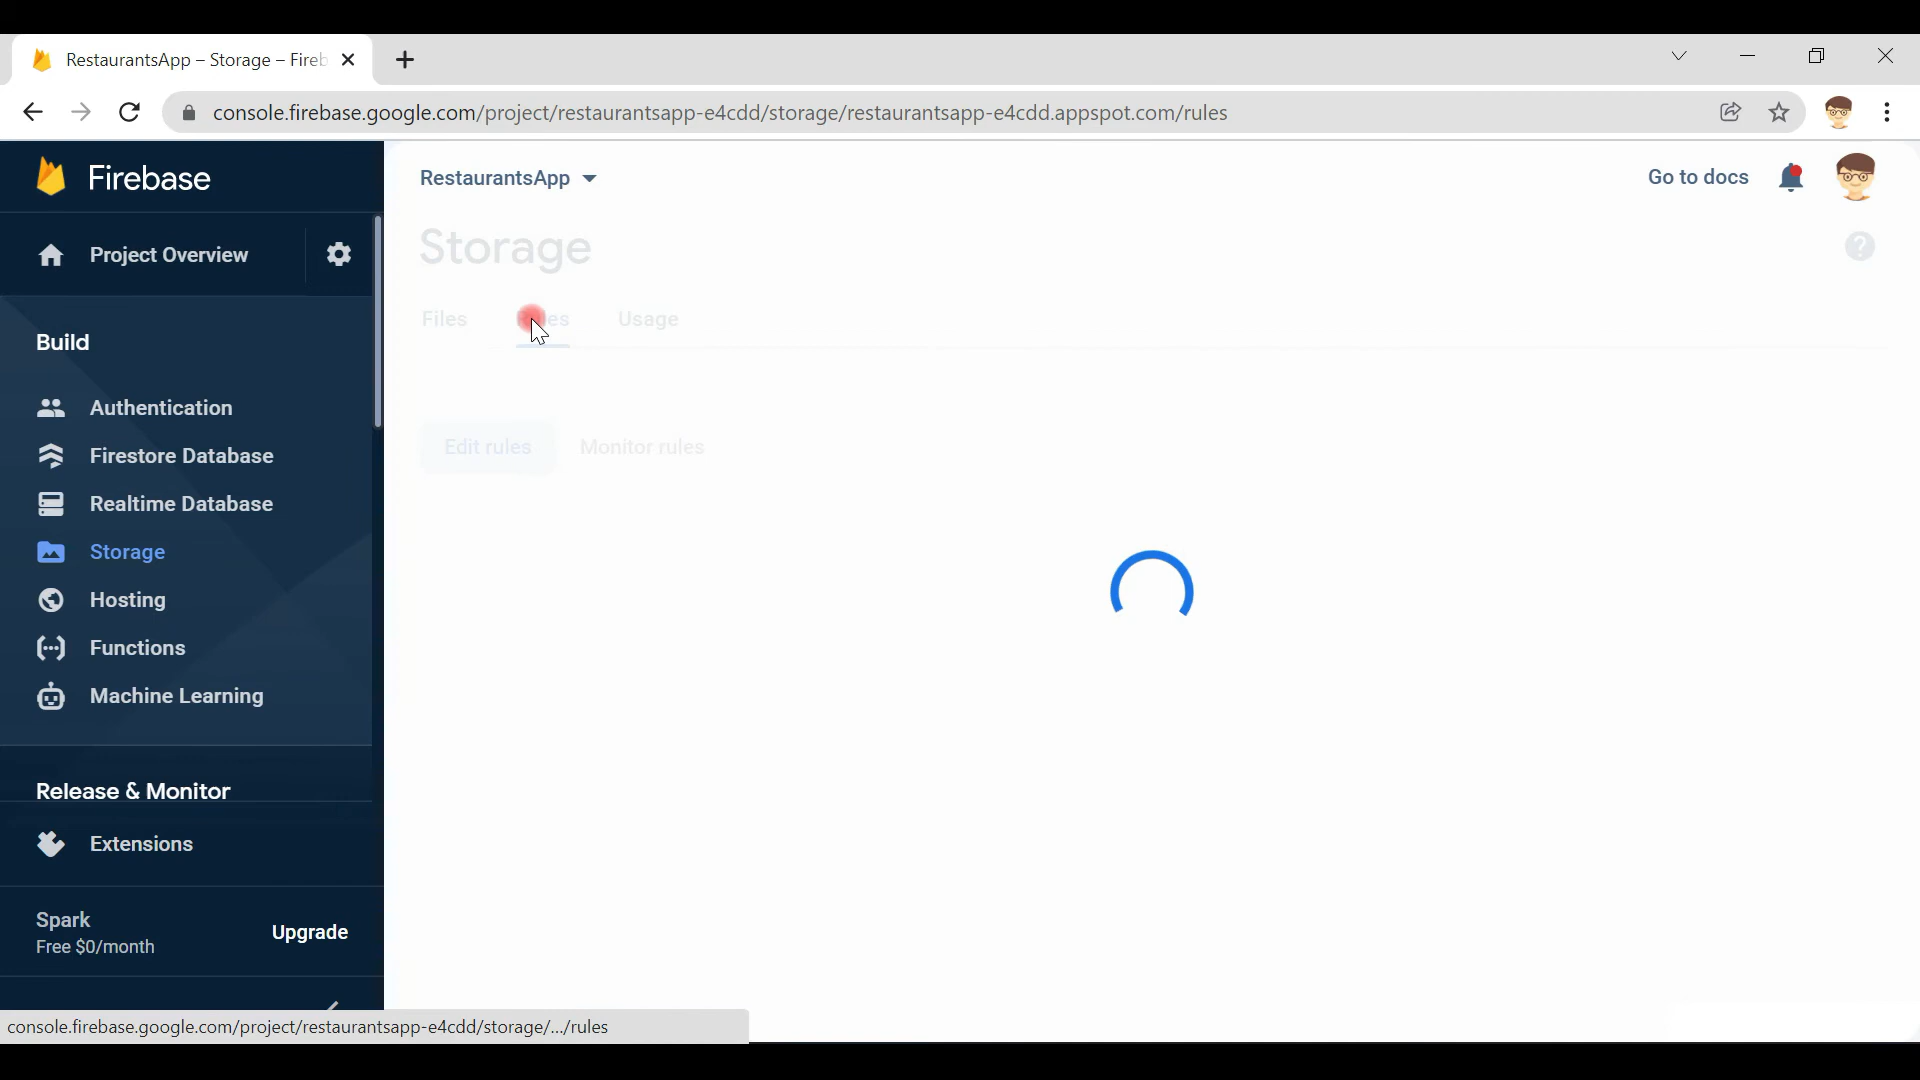 RestaurantsApp – Storage – Fireb
console.firebase.google.com/project/restaurantsapp-e4cdd/storage/restaurantsapp-e4cdd.appspot.com/rules
Firebase
RestaurantsApp
Go to docs
Project Overview
Storage
Files
Usage
Build
Authentication
Edit rules
Monitor rules
Firestore Database
Realtime Database
Storage
Hosting
Functions
Machine Learning
Release & Monitor
Extensions
Spark
Free $0/month
Upgrade
console.firebase.google.com/project/restaurantsapp-e4cdd/storage/.../rules